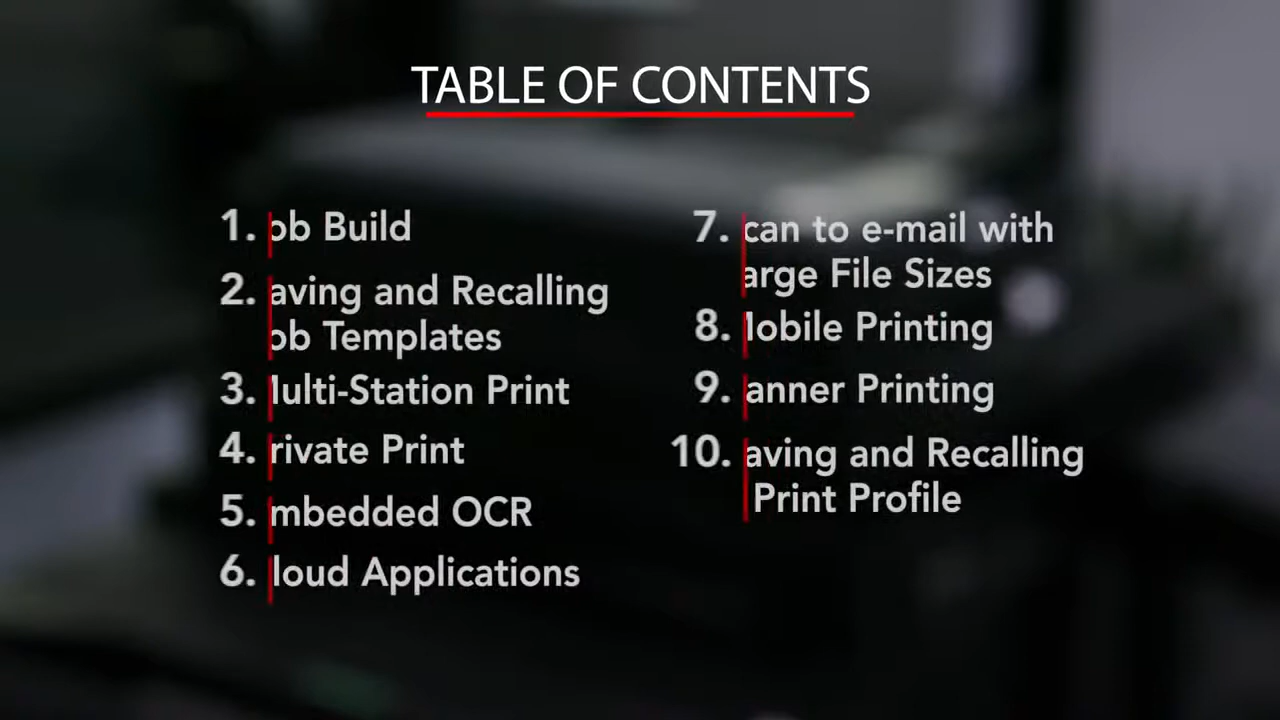 TABLE OF CONTENTS
1. ob Build
2. aving and Recalling
ob Templates
3. ulti-Station Print
4. rivate Print
5. mbedded OCR
6. loud Applications
7. can to e-mail with
arge File Sizes
8. obile Printing
9. anner Printing
10. aving and Recalling
Print Profile